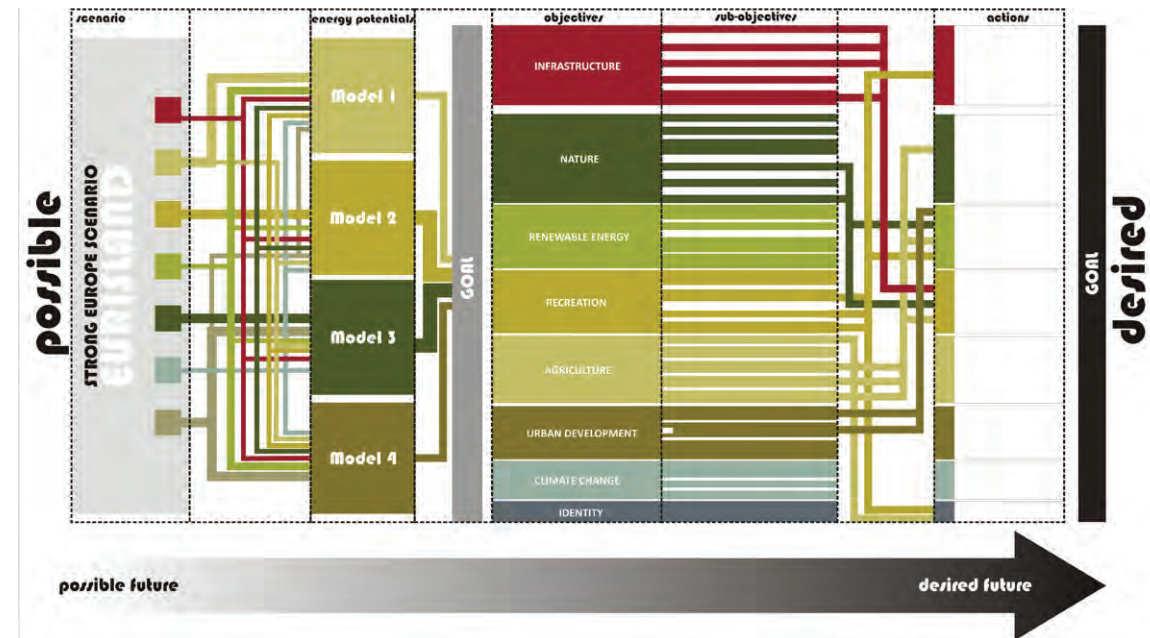 scenario
energy potentials
objectives
sub-objectives
actions
possible
STRONG EUROPE SCENARIO
EURISLAND
Model 1
Model 2
Model 3
Model 4
GOAL
INFRASTRUCTURE
NATURE
RENEWABLE ENERGY
RECREATION
AGRICULTURE
URBAN DEVELOPMENT
CLIMATE CHANGE
IDENTITY
GOAL
desired
possible future
desired future